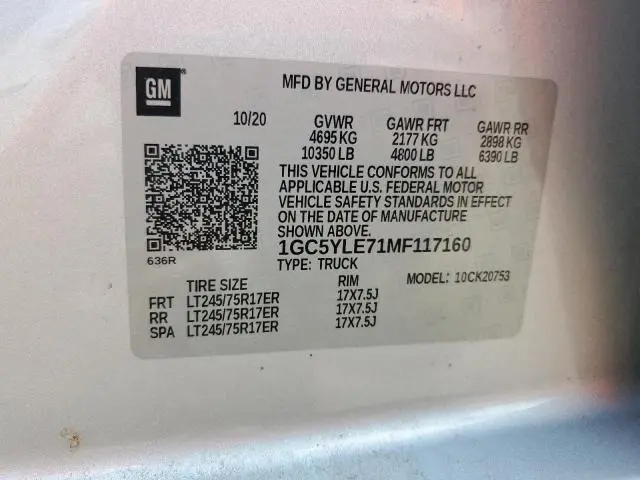 GM
MFD BY GENERAL MOTORS LLC
10/20 GVWR GAWR FRT GAWR RR
4695 KG 2177 KG 2898 KG
10350 LB 4800 LB 6390 LB
THIS VEHICLE CONFORMS TO ALL
APPLICABLE U.S. FEDERAL MOTOR
VEHICLE SAFETY STANDARDS IN EFFECT
ON THE DATE OF MANUFACTURE
SHOWN ABOVE.
636R
1GC5YLE71MF117160
TYPE: TRUCK MODEL: 10CK20753
TIRE SIZE RIM
FRT LT245/75R17ER 17X7.5J
RR LT245/75R17ER 17X7.5J
SPA LT245/75R17ER 17X7.5J